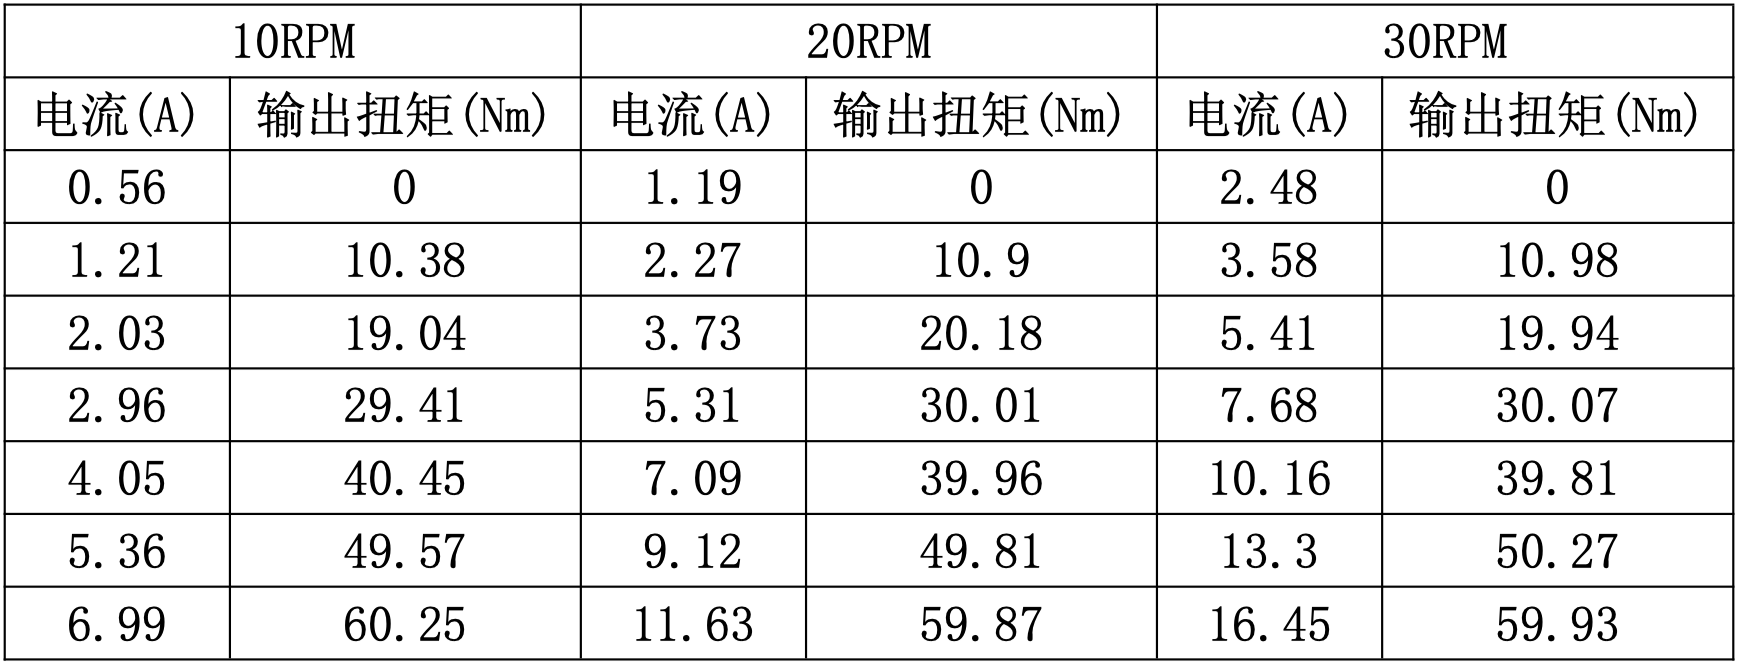 10RPM 20RPM 30RPM
电流(A) 输出扭矩(Nm) 电流(A) 输出扭矩(Nm) 电流(A) 输出扭矩(Nm)
0.56 0 1.19 0 2.48 0
1.21 10.38 2.27 10.9 3.58 10.98
2.03 19.04 3.73 20.18 5.41 19.94
2.96 29.41 5.31 30.01 7.68 30.07
4.05 40.45 7.09 39.96 10.16 39.81
5.36 49.57 9.12 49.81 13.3 50.27
6.99 60.25 11.63 59.87 16.45 59.93